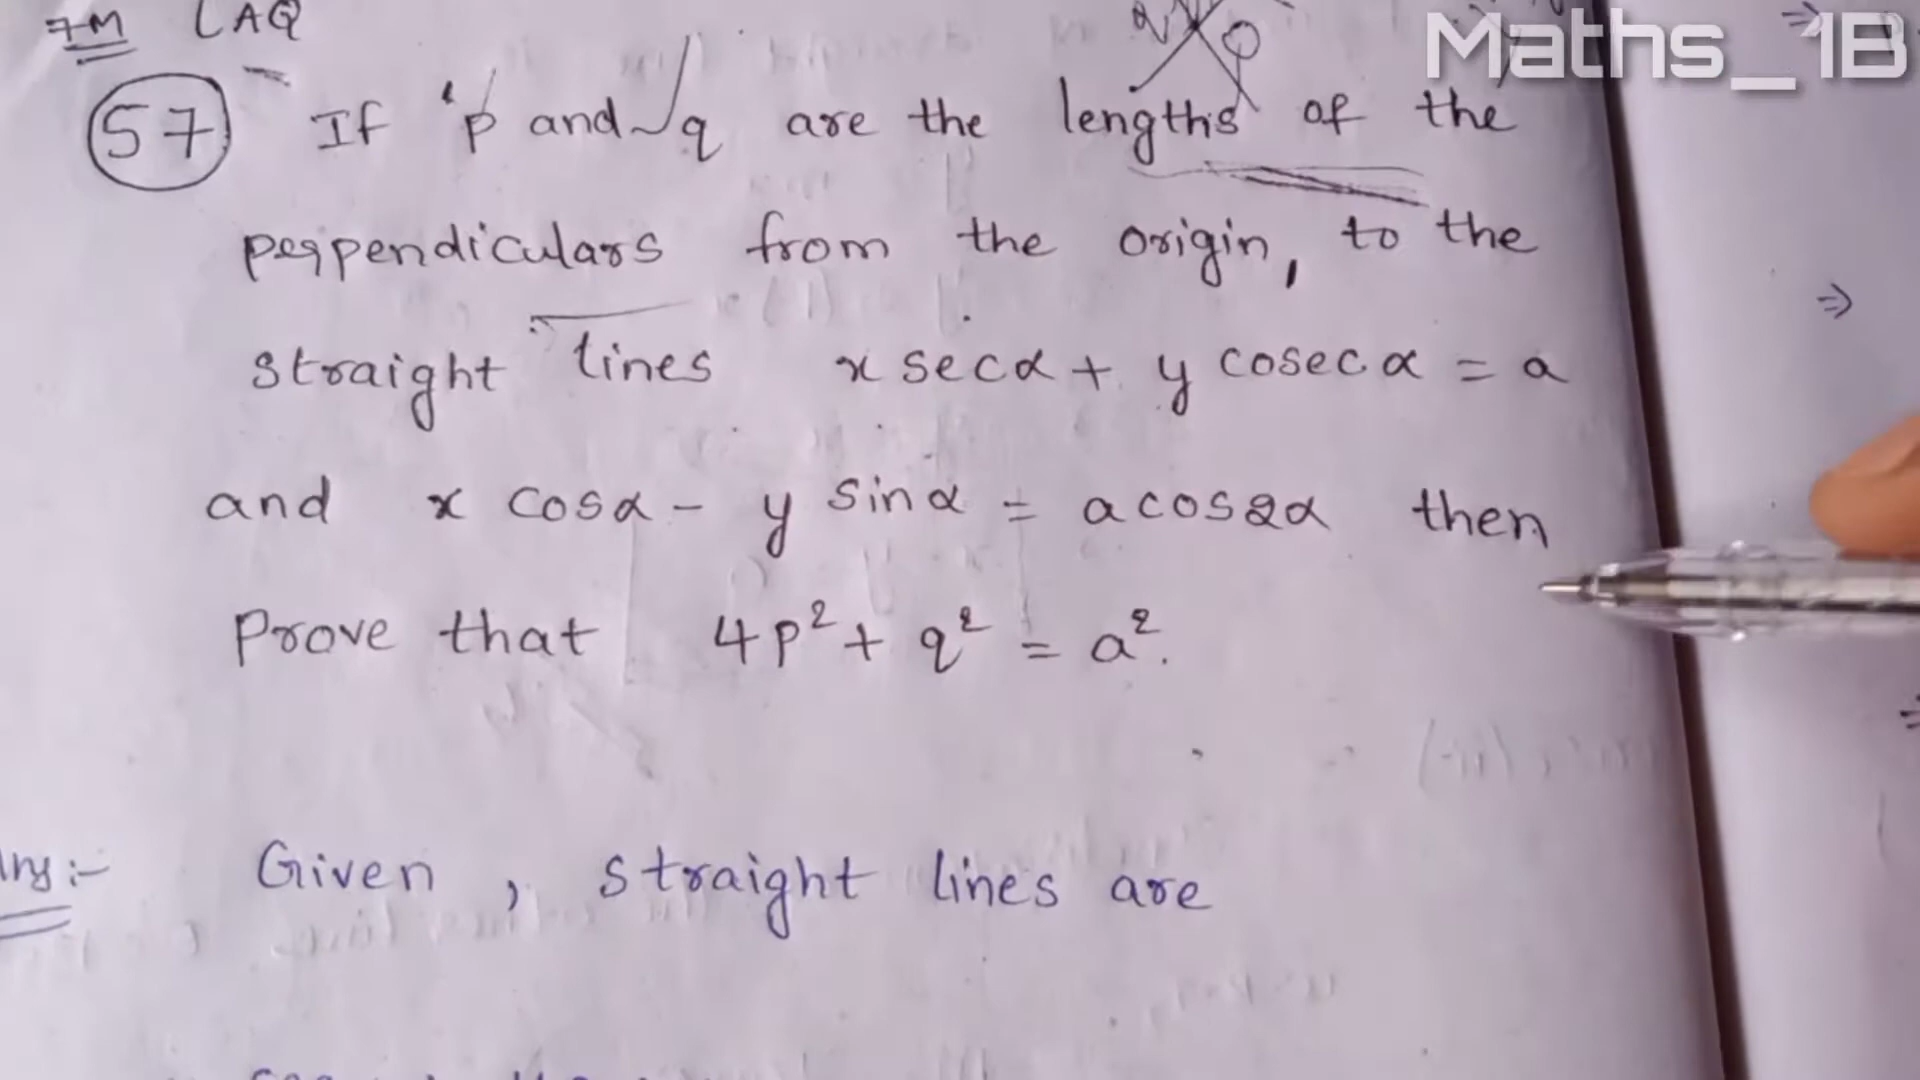 7M LAQ
Maths_1B
57 If 'p and q are the lengths of the
perpendiculars from the origin, to the
straight lines x secα + y cosecα = a
and x cosα - y sinα = a cos2α then
Prove that 4p² + q² = a².
Ans:- Given, straight lines are